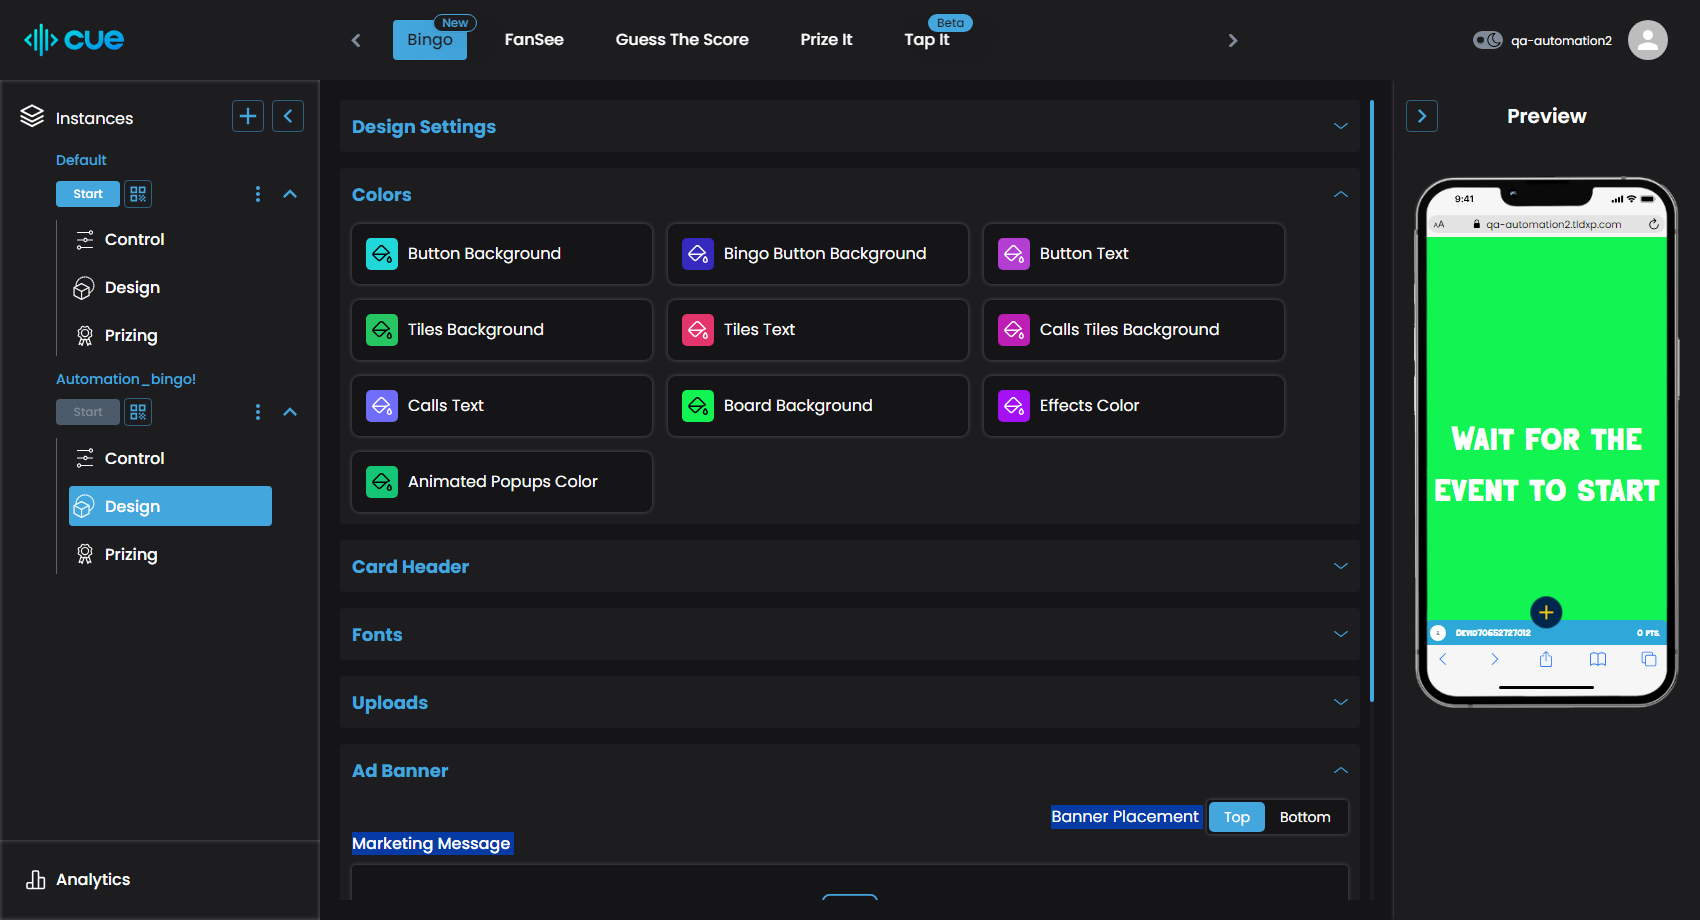 cue
Bingo
New
FanSee
Guess The Score
Prize It
Tap It
Beta
qa-automation2
Instances
Default
Start
Control
Design
Prizing
Automation_bingo!
Start
Control
Design
Prizing
Analytics
Design Settings
Colors
Button Background
Bingo Button Background
Button Text
Tiles Background
Tiles Text
Calls Tiles Background
Calls Text
Board Background
Effects Color
Animated Popups Color
Card Header
Fonts
Uploads
Ad Banner
Banner Placement
Top
Bottom
Marketing Message
Preview
9:41
AA
qa-automation2.tldxp.com
WAIT FOR THE
EVENT TO START
DEVID70652727012
0 PTS.